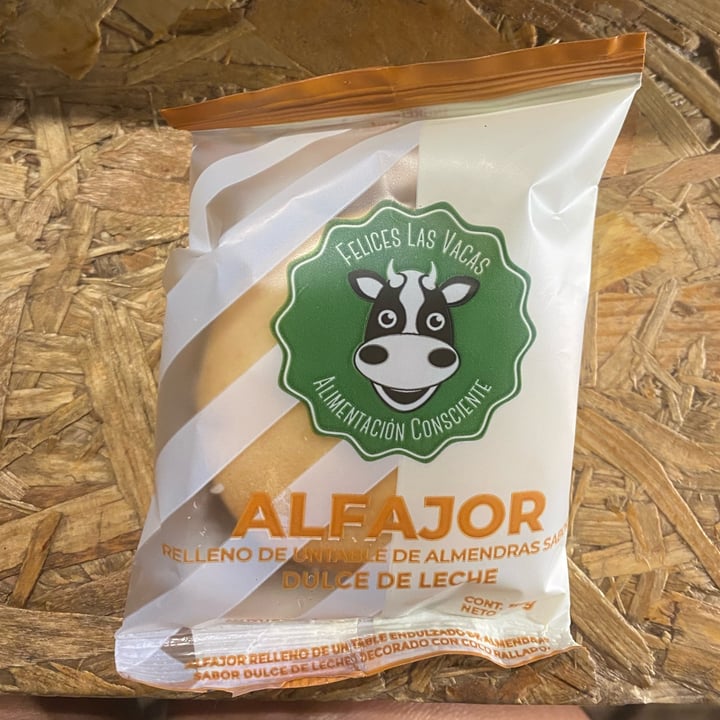 FELICES LAS VACAS
ALIMENTACIÓN CONSCIENTE
ALFAJOR
RELLENO DE UNTABLE DE ALMENDRAS
DULCE DE LECHE
CONT.
NETO
ALFAJOR RELLENO DE UNTABLE ENDULZADO DE ALMENDRAS
SABOR DULCE DE LECHE DECORADO CON COCO RALLADO.